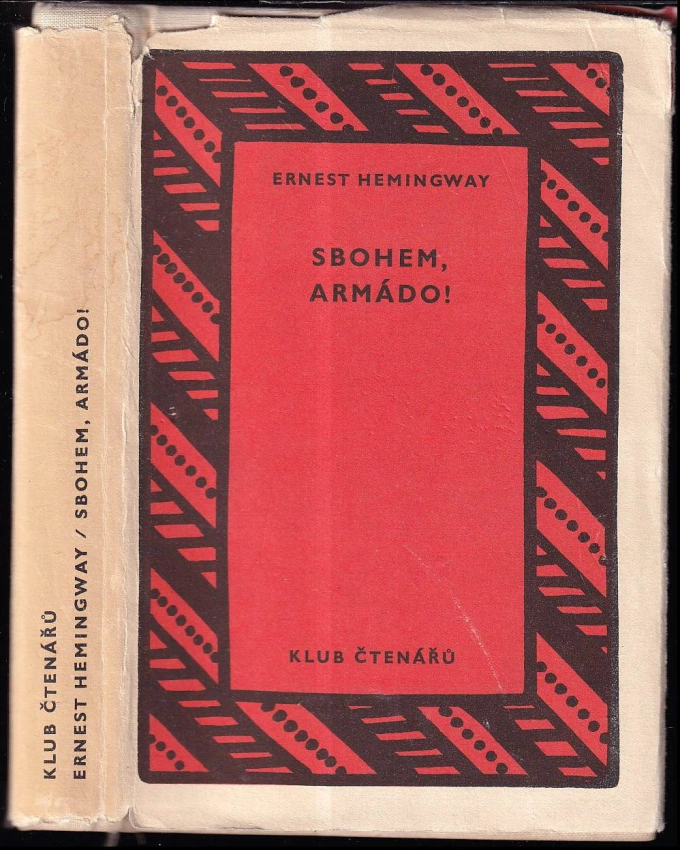 ERNEST HEMINGWAY
SBOHEM,
ARMÁDO!
KLUB ČTENÁŘŮ
KLUB ČTENÁŘŮ
ERNEST HEMINGWAY / SBOHEM, ARMÁDO!